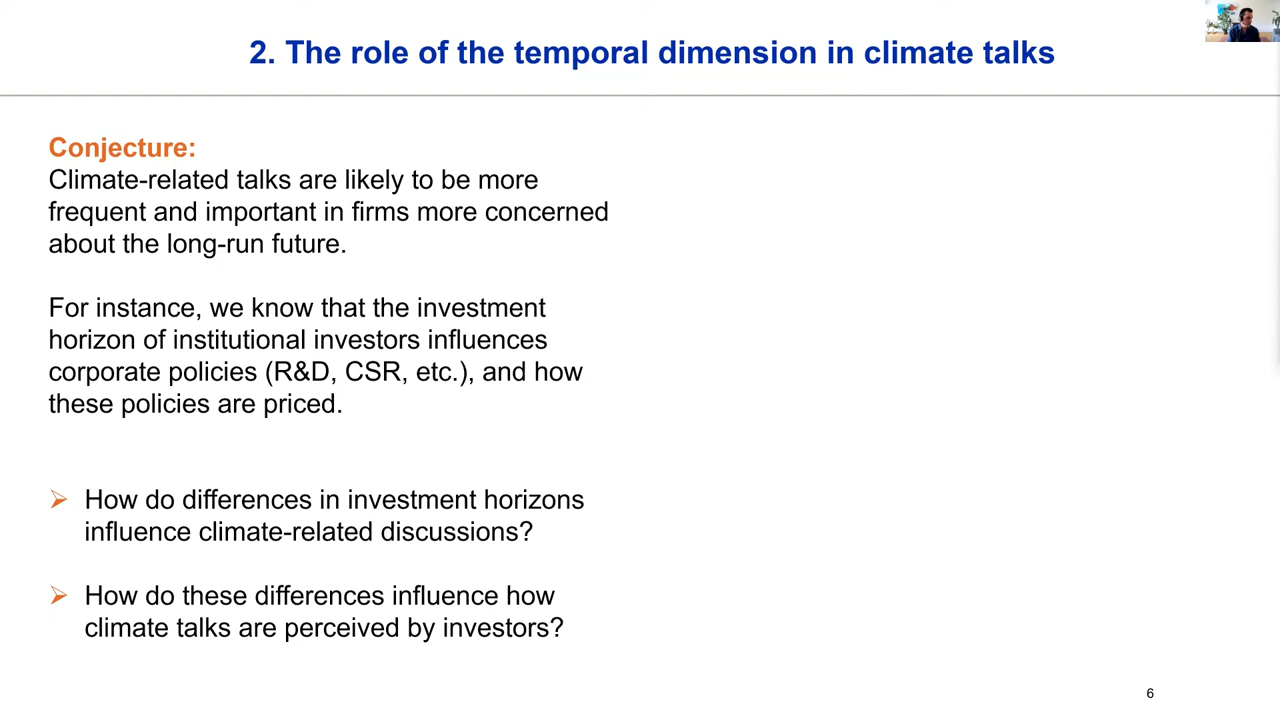 2. The role of the temporal dimension in climate talks
Conjecture:
Climate-related talks are likely to be more
frequent and important in firms more concerned
about the long-run future.
For instance, we know that the investment
horizon of institutional investors influences
corporate policies (R&D, CSR, etc.), and how
these policies are priced.
How do differences in investment horizons
influence climate-related discussions?
How do these differences influence how
climate talks are perceived by investors?
6